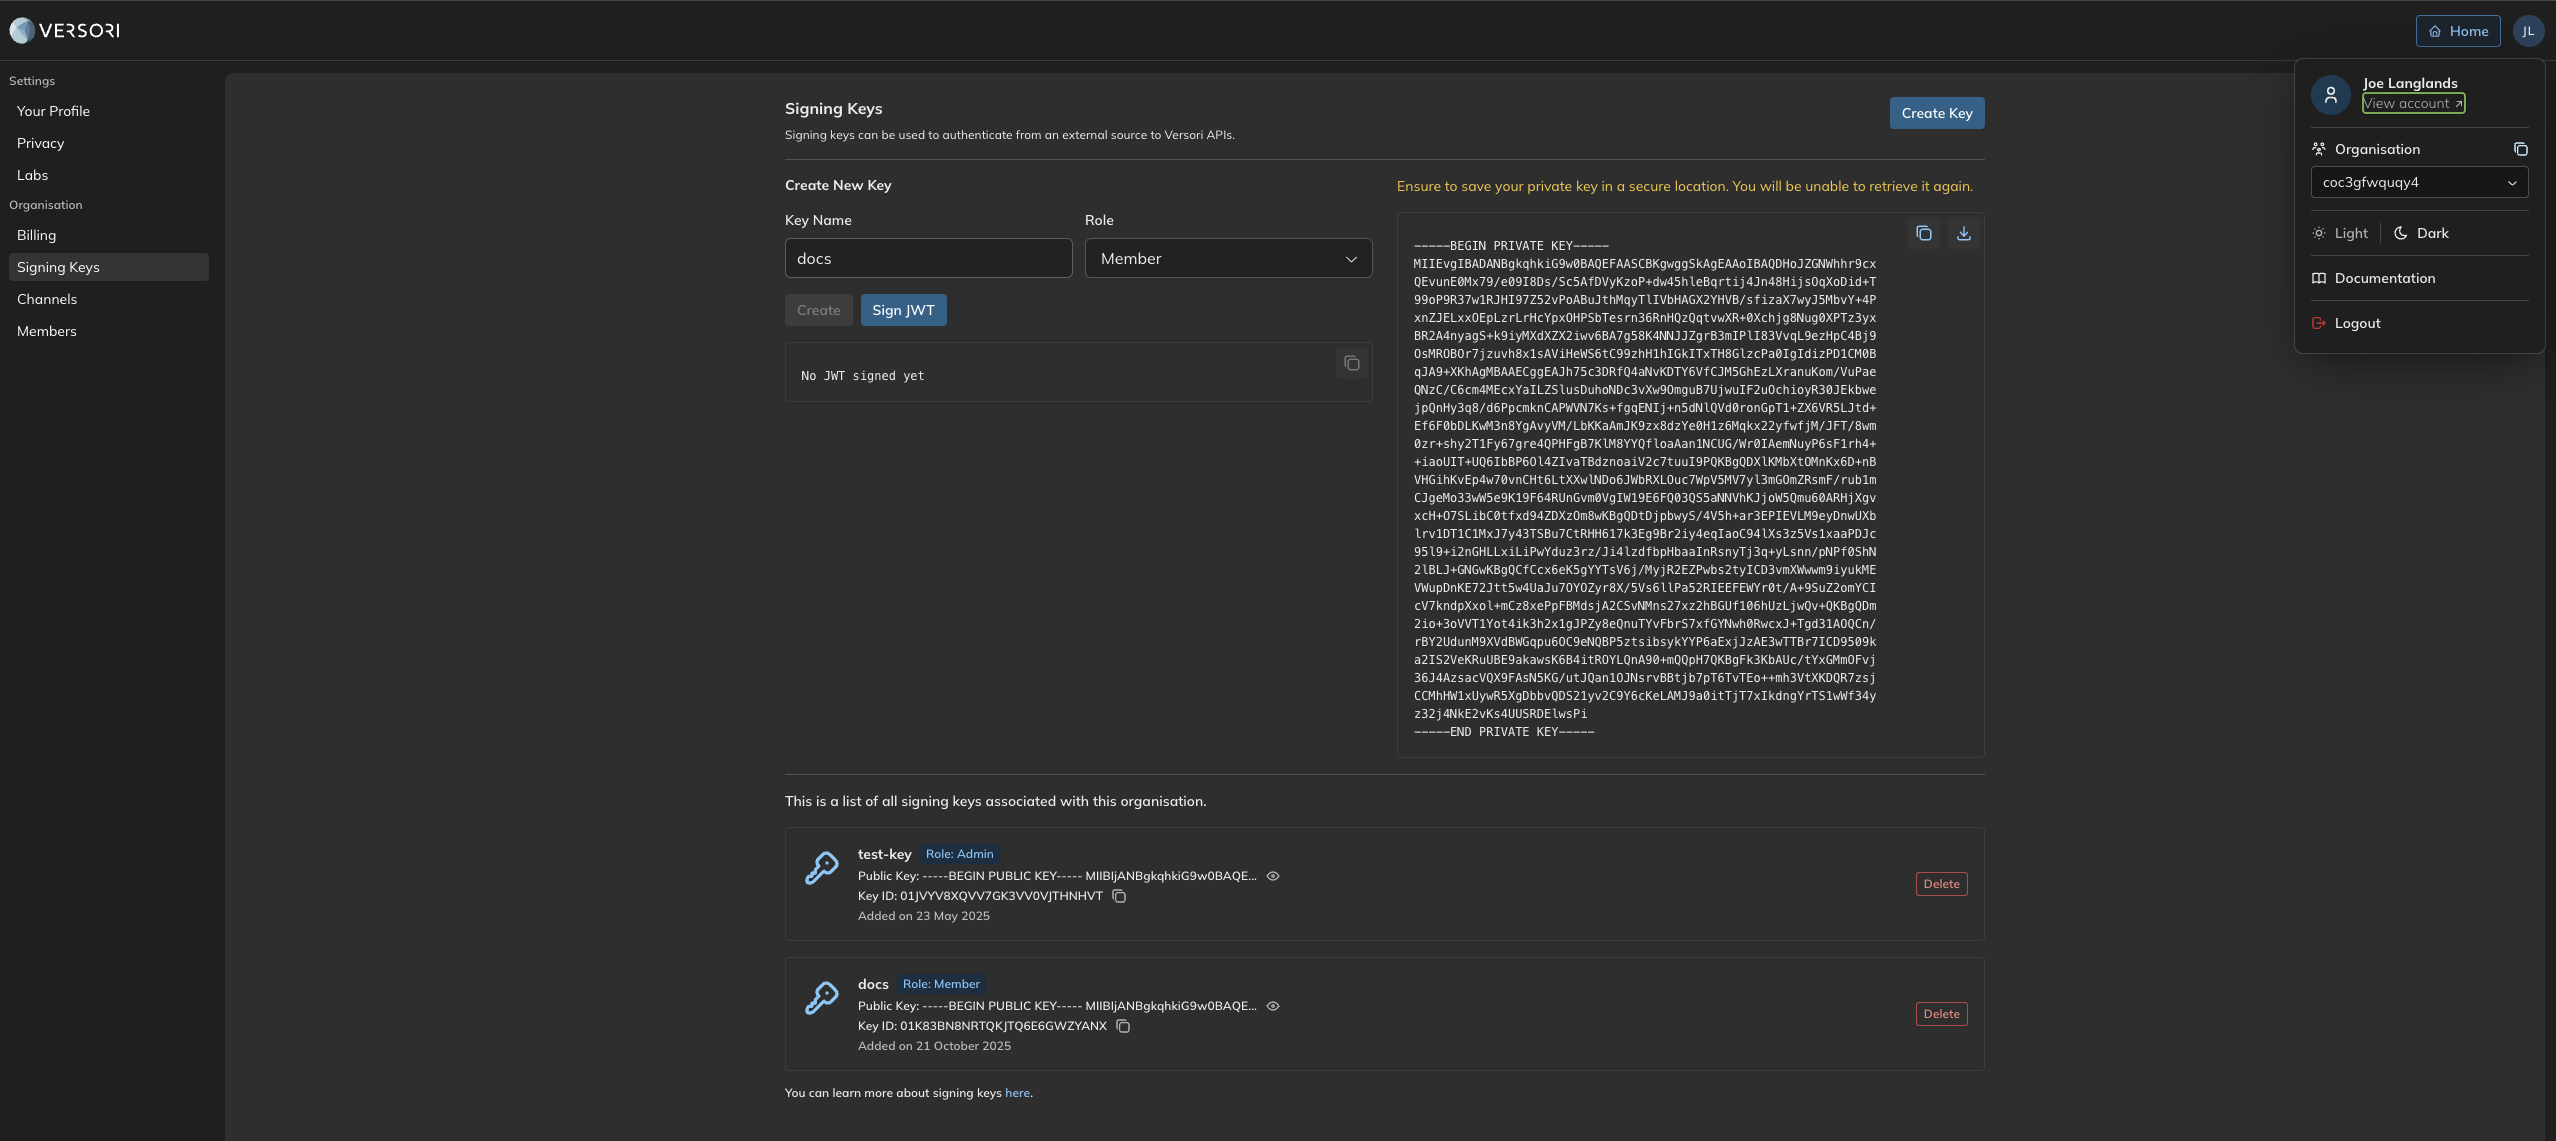 VERSORI
Home
JL
Settings
Your Profile
Privacy
Labs
Organisation
Billing
Signing Keys
Channels
Members
Signing Keys
Signing keys can be used to authenticate from an external source to Versori APIs.
Create Key
Create New Key
Key Name
Role
docs
Member
Create
Sign JWT
No JWT signed yet
Ensure to save your private key in a secure location. You will be unable to retrieve it again.
-----BEGIN PRIVATE KEY-----
MIIEvgIBADANBgkqhkiG9w0BAQEFAASCBKgwggSkAgEAAoIBAQDHoJZGNWhhr9cx
QEvunE0Mx79/e09I8Ds/Sc5AfDVyKzoP+dw45hleBqrtij4Jn48HijsOqXoDid+T
99oP9R37w1RJHI97Z52vPoABuJthMqyTlIVbHAGX2YHVB/sfizaX7wyJ5MbvY+4P
xnZJELxxOEpLzrLrHcYpxOHPSbTesrn36RnHQzQqtvwXR+0Xchjg8Nug0XPTz3yx
BR2A4nyagS+k9iyMXdXZX2iwv6BA7g58K4NNJJZgrB3mIPlI83VvqL9ezHpC4Bj9
OsMROBOr7jzuvh8x1sAViHeWS6tC99zhH1hIGkITxTH8GlzcPa0IgIdizPD1CM0B
qJA9+XKhAgMBAAECggEAJh75c3DRfQ4aNvKDTY6VfCJM5GhEzLXranuKom/VuPae
QNzC/C6cm4MEcxYaILZSlusDuhoNDc3vXw9OmguB7UjwuIF2uOchioyR30JEkbwe
jpQnHy3q8/d6PpcmknCAPWVN7Ks+fgqENIj+n5dNlQVd0ronGpT1+ZX6VR5LJtd+
Ef6F0bDLKwM3n8YgAvyVM/LbKKaAmJK9zx8dzYe0H1z6Mqkx22yfwfjM/JFT/8wm
0zr+shy2T1Fy67gre4QPHFgB7KlM8YYQfloaAan1NCUG/Wr0IAemNuyP6sF1rh4+
+iaoUIT+UQ6IbBP6Ol4ZIvaTBdznoaiV2c7tuuI9PQKBgQDXlKMbXtOMnKx6D+nB
VHGihKvEp4w70vnCHt6LtXXwlNDo6JWbRXLOuc7WpV5MV7yl3mGOmZRsmF/rub1m
CJgeMo33wW5e9K19F64RUnGvm0VgIW19E6FQ03QS5aNNVhKJjoW5Qmu60ARHjXgv
xcH+O7SLibC0tfxd94ZDXzOm8wKBgQDtDjpbwyS/4V5h+ar3EPIEVLM9eyDnwUXb
lrv1DT1C1MxJ7y43TSBu7CtRHH617k3Eg9Br2iy4eqIaoC94lXs3z5Vs1xaaPDJc
95l9+i2nGHLLxiLiPwYduz3rz/Ji4lzdfbpHbaaInRsnyTj3q+yLsnn/pNPf0ShN
2lBLJ+GNGwKBgQCfCcx6eK5gYYTsV6j/MyjR2EZPwbs2tyICD3vmXWwwm9iyukME
VWupDnKE72Jtt5w4UaJu7OYOZyr8X/5Vs6llPa52RIEEFEWYr0t/A+9SuZ2omYCI
cV7kndpXxol+mCz8xePpFBMdsjA2CSvNMns27xz2hBGUf106hUzLjwQv+QKBgQDm
2io+3oVVT1Yot4ik3h2x1gJPZy8eQnuTYvFbrS7xfGYNwh0RwcxJ+Tgd31AOQCn/
rBY2UdunM9XVdBWGqpu6OC9eNQBP5ztsibsykYYP6aExjJzAE3wTTBr7ICD9509k
a2IS2VeKRuUBE9akawsK6B4itROYLQnA90+mQQpH7QKBgFk3KbAUc/tYxGMmOFvj
36J4AzsacVQX9FAsN5KG/utJQan1OJNsrvBBtjb7pT6TvTEo++mh3VtXKDQR7zsj
CCMhHW1xUywR5XgDbbvQDS21yv2C9Y6cKeLAMJ9a0itTjT7xIkdngYrTS1wWf34y
z32j4NkE2vKs4UUSRDElwsPi
-----END PRIVATE KEY-----
This is a list of all signing keys associated with this organisation.
test-key Role: Admin
Public Key: -----BEGIN PUBLIC KEY----- MIIBIjANBgkqhkiG9w0BAQE...
Key ID: 01JVYV8XQVV7GK3VV0VJTHNHVT
Added on 23 May 2025
Delete
docs Role: Member
Public Key: -----BEGIN PUBLIC KEY----- MIIBIjANBgkqhkiG9w0BAQE...
Key ID: 01K83BN8NRTQKJTQ6E6GWZYANX
Added on 21 October 2025
Delete
You can learn more about signing keys here.
Joe Langlands
View account
Organisation
coc3gfwquqy4
Light
Dark
Documentation
Logout